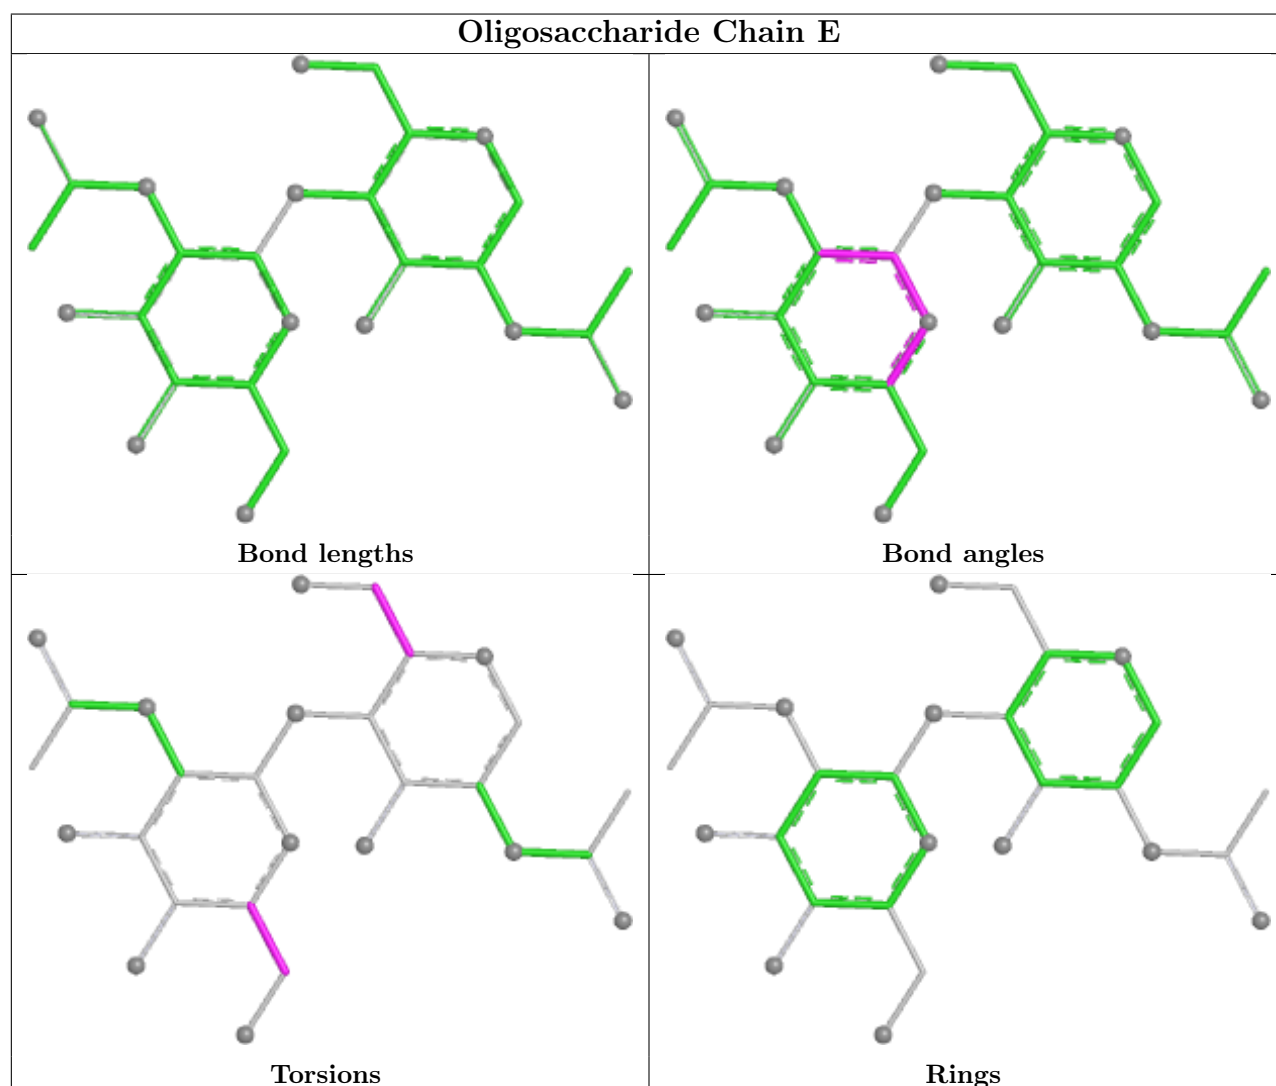 Oligosaccharide Chain E
Bond lengths
Bond angles
Torsions
Rings